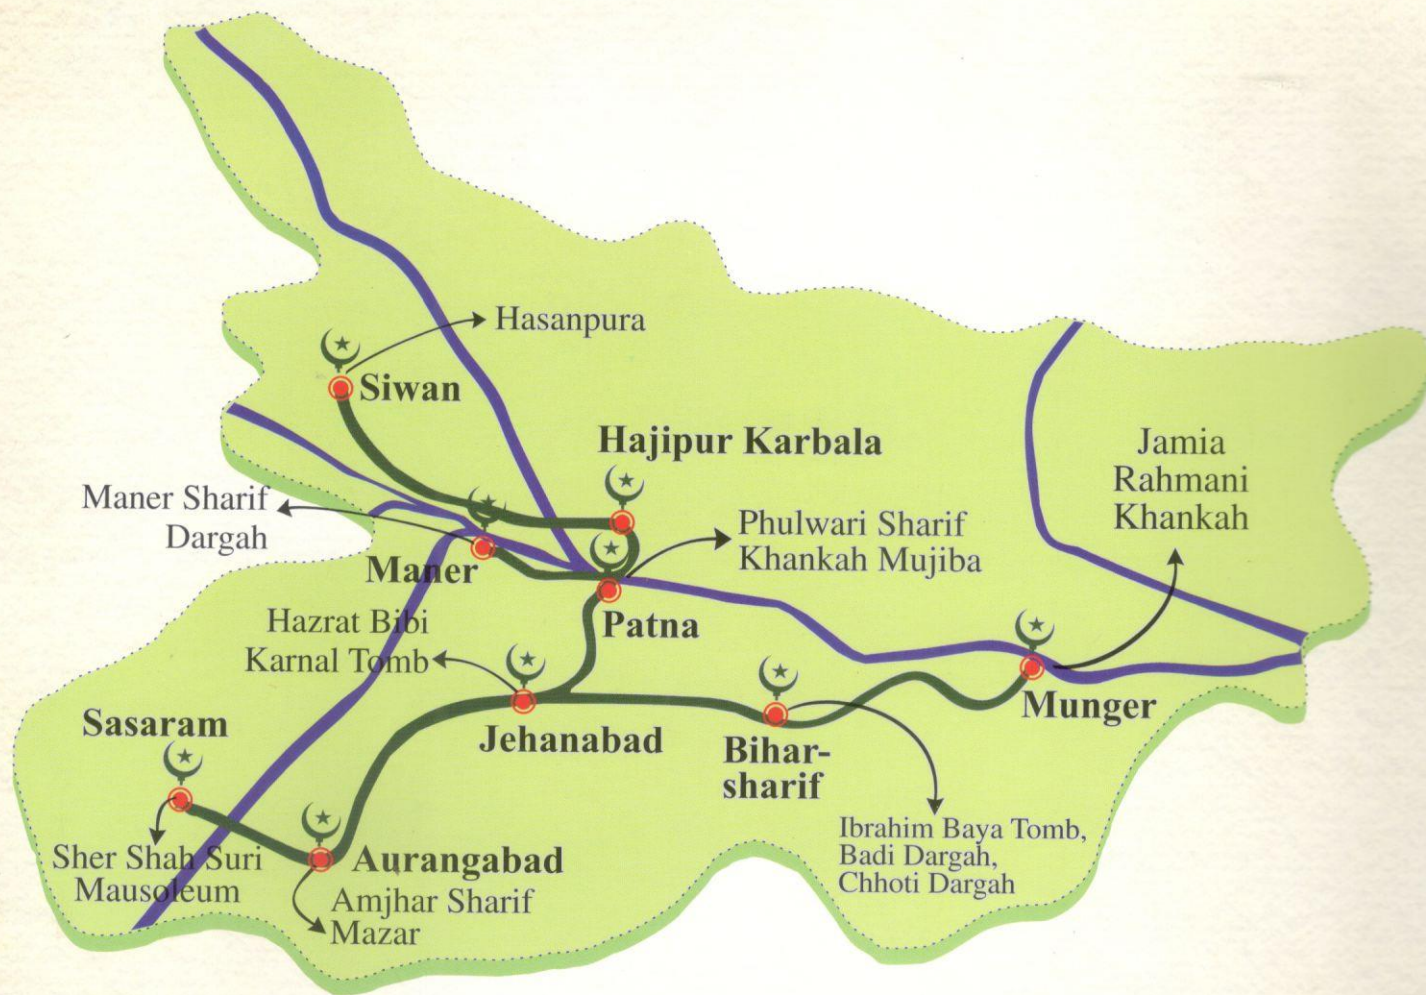 Hasanpura
Siwan
Hajipur Karbala
Jamia
Rahmani
Khankah
Maner Sharif
Dargah
Phulwari Sharif
Khankah Mujiba
Maner
Hazrat Bibi
Karnal Tomb
Patna
Sasaram
Jehanabad
Bihar-
sharif
Munger
Sher Shah Suri
Mausoleum
Aurangabad
Amjhar Sharif
Mazar
Ibrahim Baya Tomb,
Badi Dargah,
Chhoti Dargah